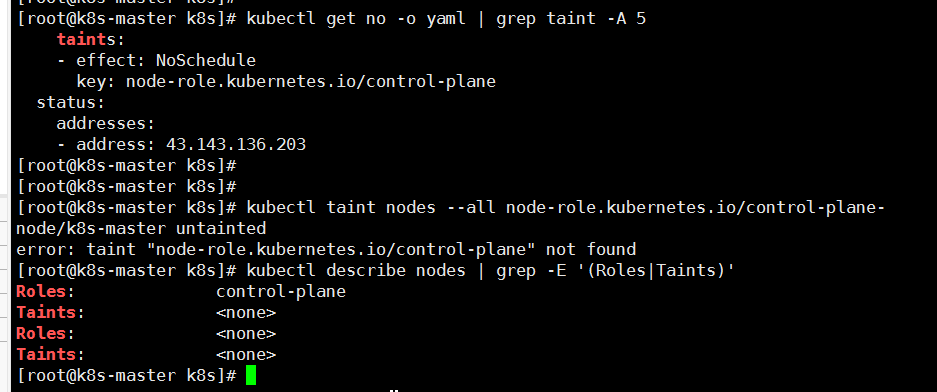 [root@k8s-master k8s]# kubectl get no -o yaml | grep taint -A 5
    taints:
    - effect: NoSchedule
      key: node-role.kubernetes.io/control-plane
  status:
    addresses:
    - address: 43.143.136.203
[root@k8s-master k8s]#
[root@k8s-master k8s]#
[root@k8s-master k8s]# kubectl taint nodes --all node-role.kubernetes.io/control-plane-
node/k8s-master untainted
error: taint "node-role.kubernetes.io/control-plane" not found
[root@k8s-master k8s]# kubectl describe nodes | grep -E '(Roles|Taints)'
Roles:              control-plane
Taints:             <none>
Roles:              <none>
Taints:             <none>
[root@k8s-master k8s]#